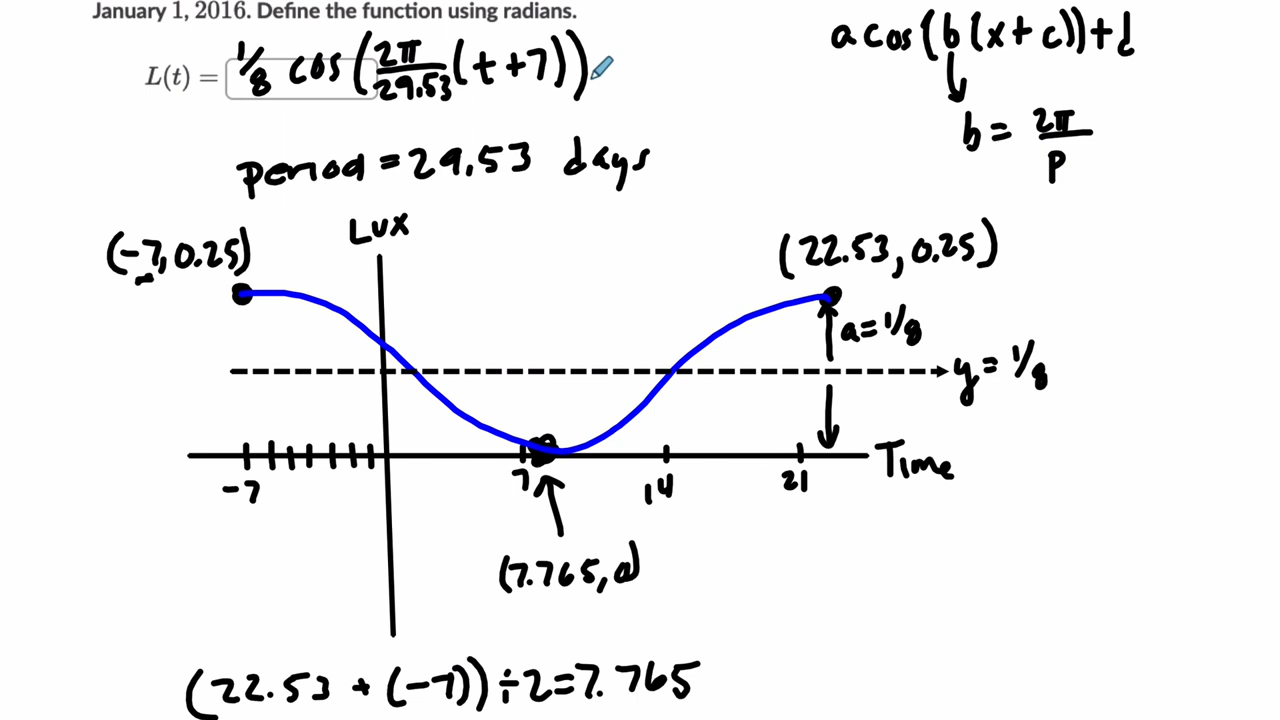 January 1, 2016. Define the function using radians.
L(t) = 1/8 cos(2π/29.53(t+7))
a cos(b(x+c))+d
b = 2π/P
period = 29.53 days
Lux
(-7, 0.25)
(22.53, 0.25)
a = 1/8
y = 1/8
Time
-7 7 14 21
(7.765, 0)
(22.53 + (-7)) ÷ 2 = 7.765